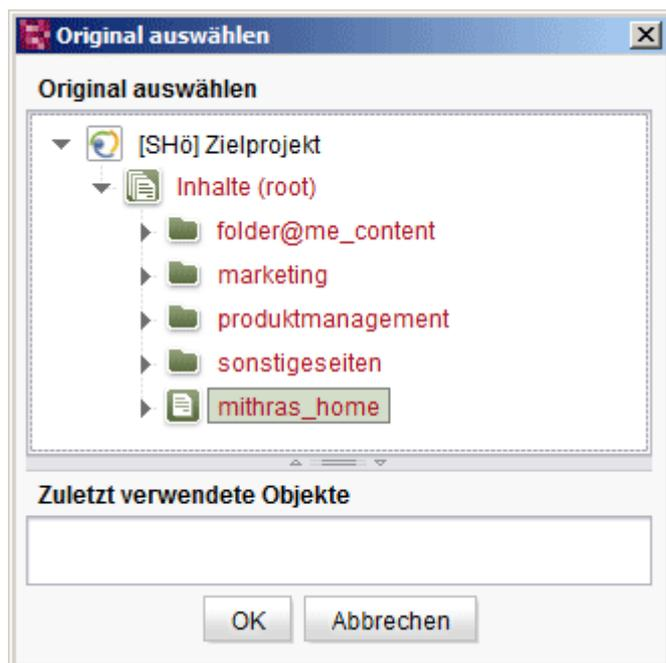 Original auswählen
Original auswählen
[SHö] Zielprojekt
Inhalte (root)
folder@me_content
marketing
produktmanagement
sonstigeseiten
mithras_home
Zuletzt verwendete Objekte
OK Abbrechen